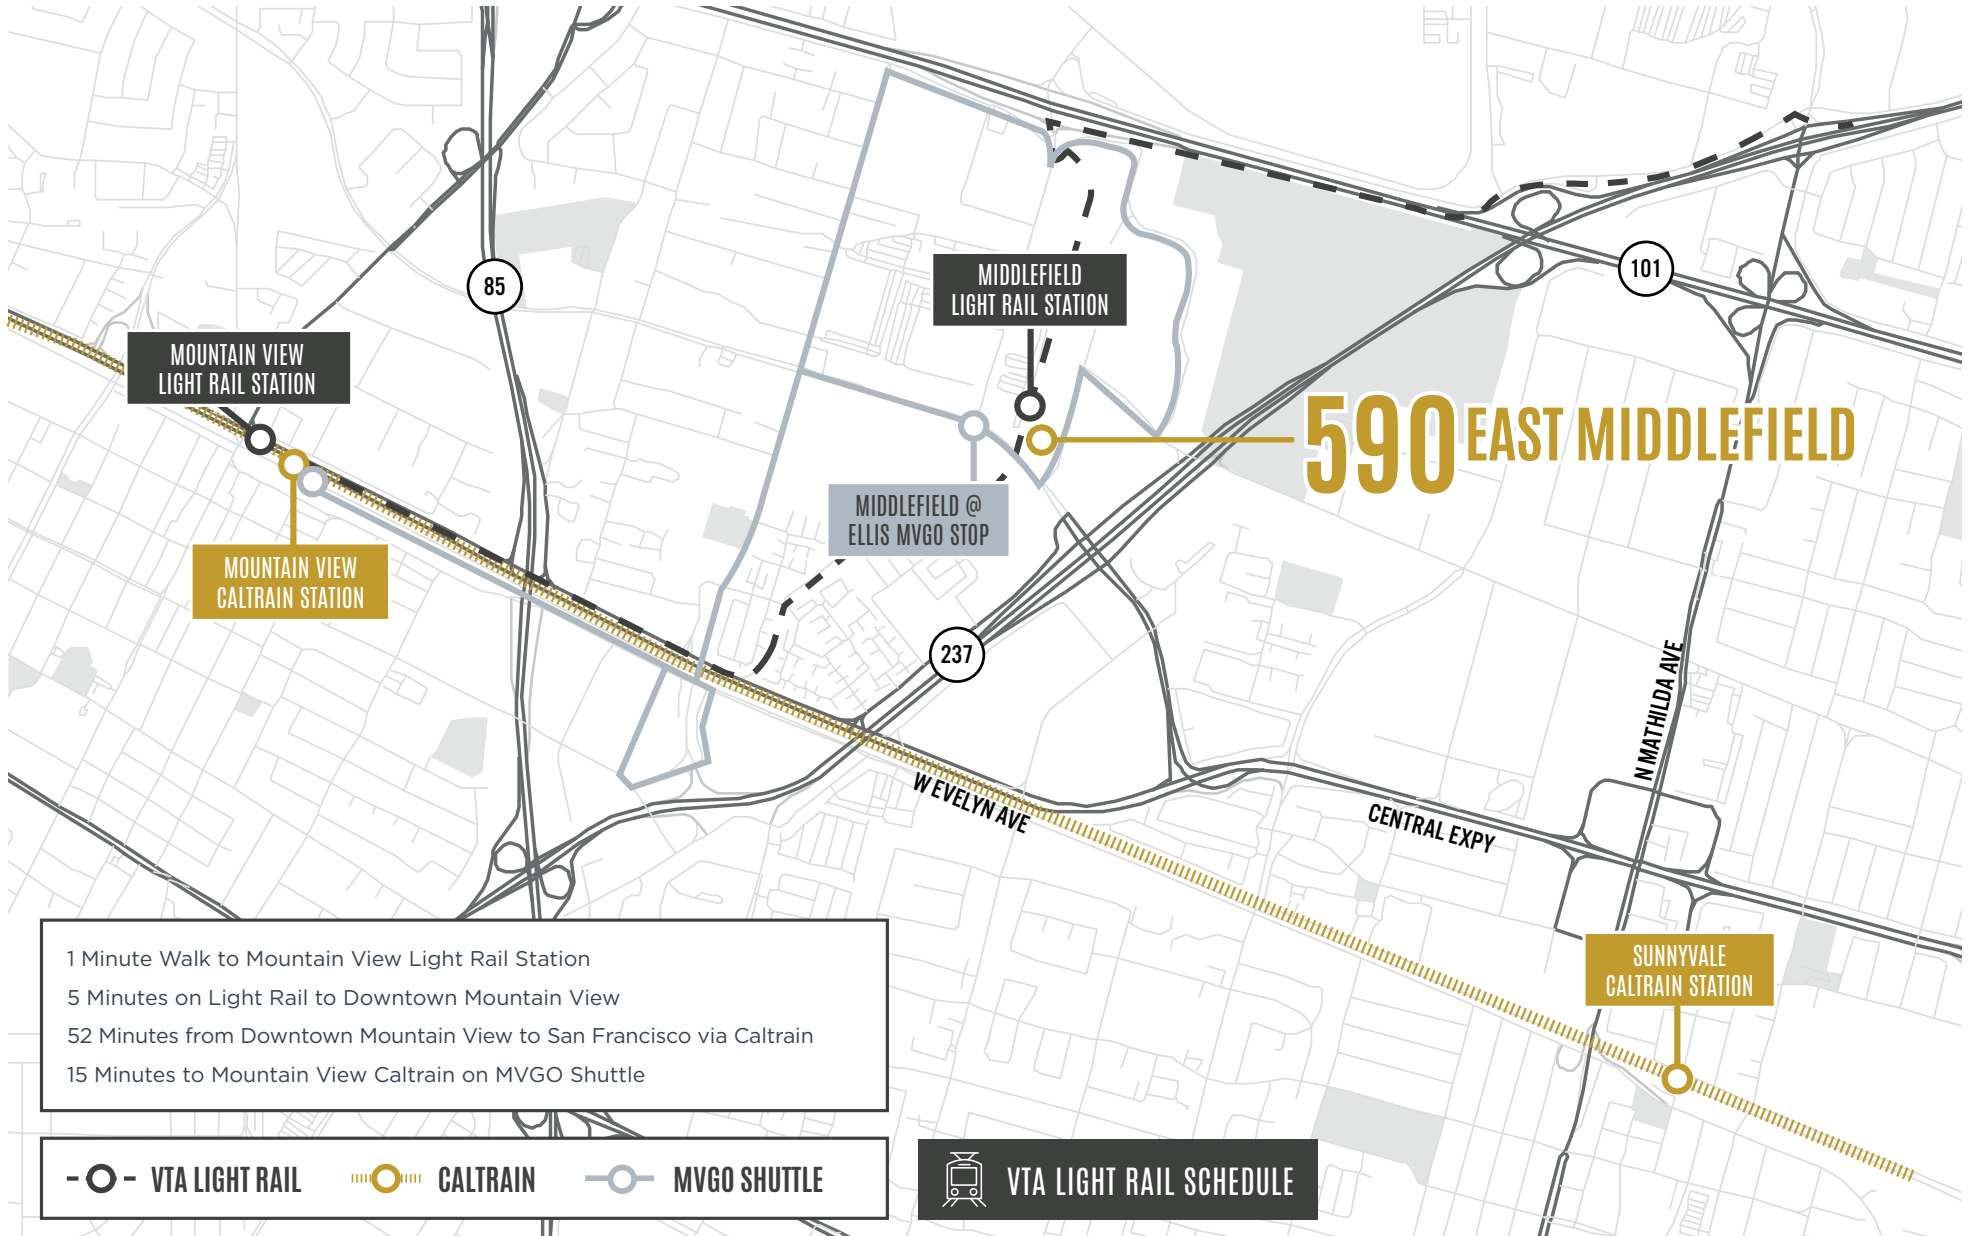 85
101
MIDDLEFIELD
LIGHT RAIL STATION
MOUNTAIN VIEW
LIGHT RAIL STATION
590 EAST MIDDLEFIELD
MIDDLEFIELD @
ELLIS MVGO STOP
MOUNTAIN VIEW
CALTRAIN STATION
237
N MATHILDA AVE
W EVELYN AVE
CENTRAL EXPY
SUNNYVALE
CALTRAIN STATION
1 Minute Walk to Mountain View Light Rail Station
5 Minutes on Light Rail to Downtown Mountain View
52 Minutes from Downtown Mountain View to San Francisco via Caltrain
15 Minutes to Mountain View Caltrain on MVGO Shuttle
VTA LIGHT RAIL
CALTRAIN
MVGO SHUTTLE
VTA LIGHT RAIL SCHEDULE